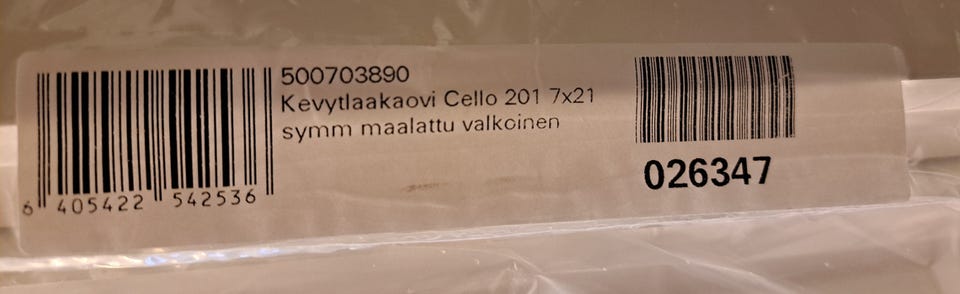 500703890
Kevytlaakaovi Cello 201 7x21
symm maalattu valkoinen
6 405422 542536
026347